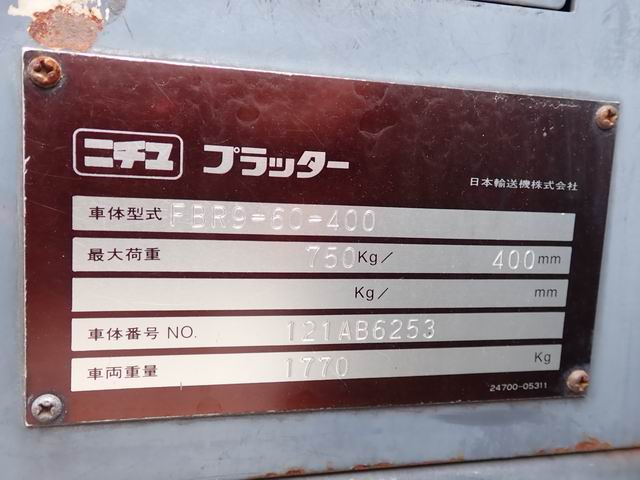 ニチユ プラッター
日本輸送機株式会社
車体型式 FBR9-60-400
最大荷重 750 Kg/ 400 mm
Kg/ mm
車体番号 NO. 121AB6253
車両重量 1770 Kg
24700-05311